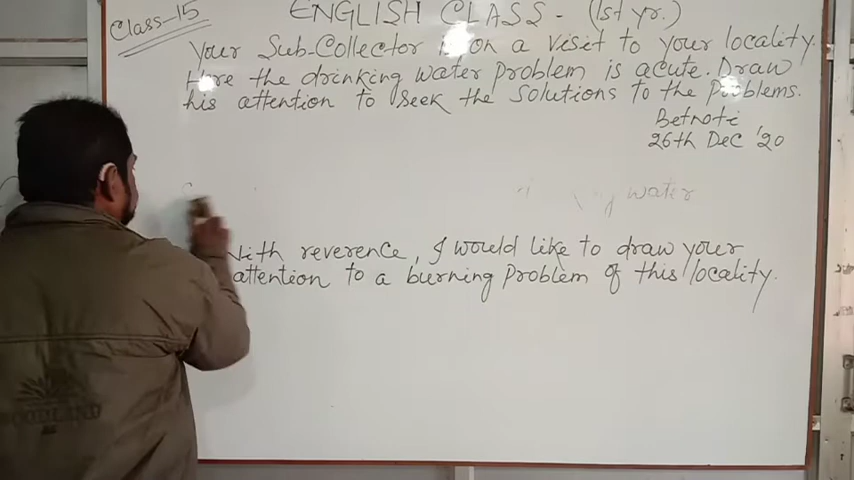 Class-15
ENGLISH CLASS - (1st yr.)
Your Sub-Collector is on a visit to your locality.
Here the drinking water problem is acute. Draw
his attention to seek the solutions to the problems.
Betnoti
26th Dec '20
water
With reverence, I would like to draw your
attention to a burning problem of this locality.
WOODLAND